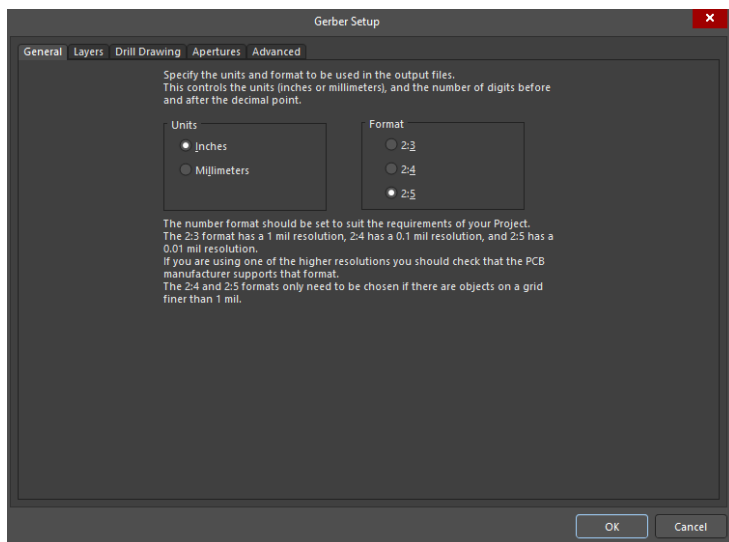 Gerber Setup
General Layers Drill Drawing Apertures Advanced
Specify the units and format to be used in the output files.
This controls the units (inches or millimeters), and the number of digits before
and after the decimal point.
Units
Inches
Millimeters
Format
2:3
2:4
2:5
The number format should be set to suit the requirements of your Project.
The 2:3 format has a 1 mil resolution, 2:4 has a 0.1 mil resolution, and 2:5 has a
0.01 mil resolution.
If you are using one of the higher resolutions you should check that the PCB
manufacturer supports that format.
The 2:4 and 2:5 formats only need to be chosen if there are objects on a grid
finer than 1 mil.
OK Cancel